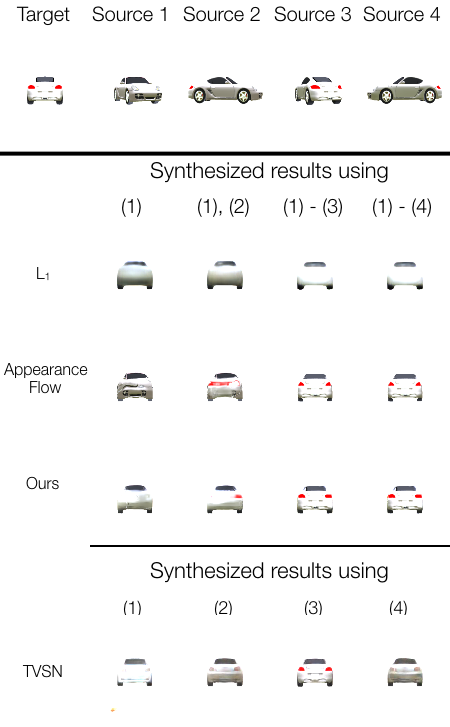 Target Source 1 Source 2 Source 3 Source 4
Synthesized results using
(1) (1), (2) (1) - (3) (1) - (4)
L₁
Appearance
Flow
Ours
Synthesized results using
(1) (2) (3) (4)
TVSN